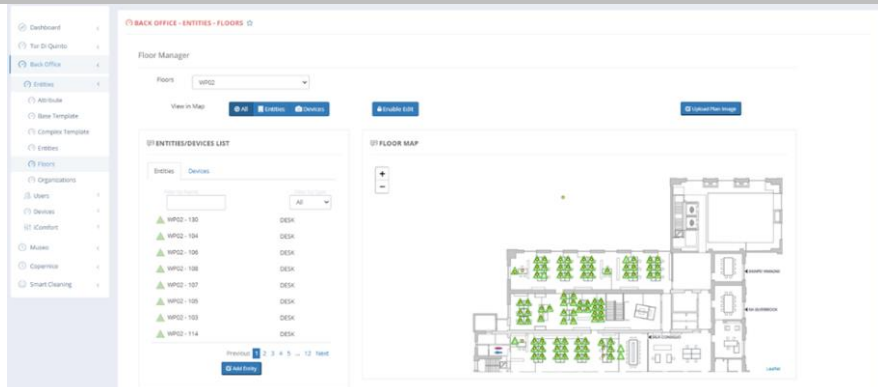 Dashboard
Tor Di Quinto
Back Office
Entities
Attribute
Base Template
Complex Template
Entities
Floors
Organizations
Users
Devices
iComfort
Museo
Copernico
Smart Cleaning
BACK OFFICE - ENTITIES - FLOORS
Floor Manager
Floors
WP02
View in Map
All
Entities
Devices
Enable Edit
Upload Plan Image
ENTITIES/DEVICES LIST
Entities Devices
All
WP02 - 130 DESK
WP02 - 104 DESK
WP02 - 106 DESK
WP02 - 108 DESK
WP02 - 107 DESK
WP02 - 105 DESK
WP02 - 103 DESK
WP02 - 114 DESK
Previous 1 2 3 4 5 ... 12 Next
Add Entity
FLOOR MAP
+
−
Leaflet